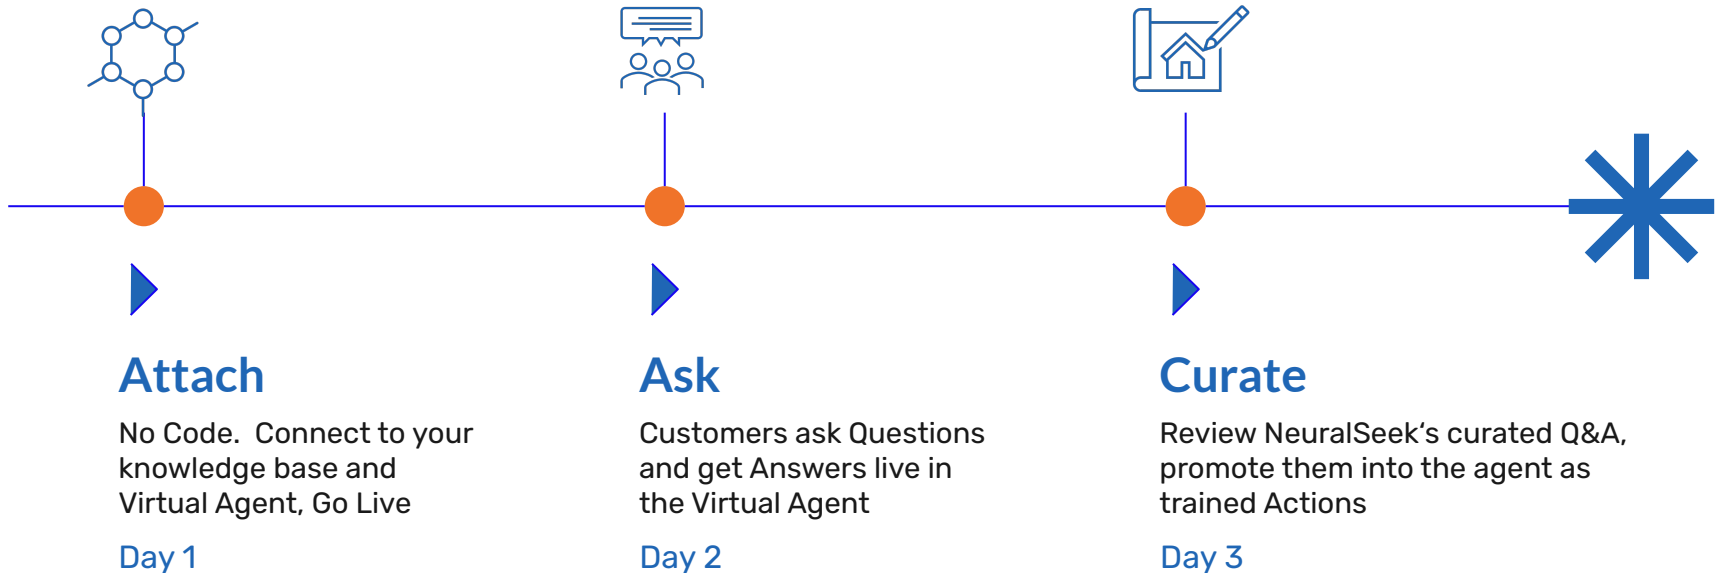 Attach
No Code.  Connect to your
knowledge base and
Virtual Agent, Go Live
Day 1
Ask
Customers ask Questions
and get Answers live in
the Virtual Agent
Day 2
Curate
Review NeuralSeek‘s curated Q&A,
promote them into the agent as
trained Actions
Day 3